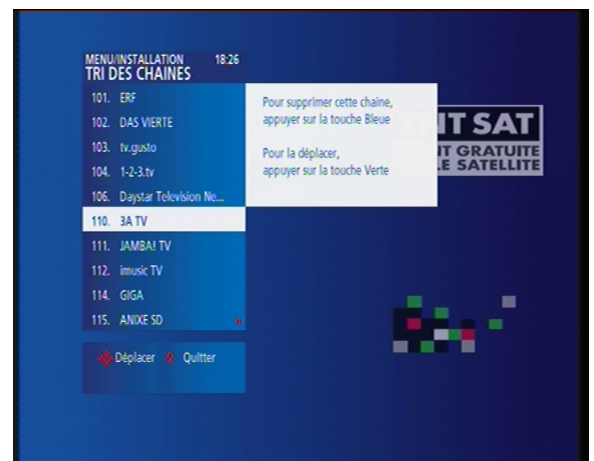 MENU/INSTALLATION 18:26
TRI DES CHAINES
101. ERF
102. DAS VIERTE
103. tv.gusto
104. 1-2-3.tv
106. Daystar Television Ne...
110. 3A TV
111. JAMBA! TV
112. imusic TV
114. GIGA
115. ANIXE SD
Pour supprimer cette chaine,
appuyer sur la touche Bleue
Pour la déplacer,
appuyer sur la touche Verte
SAT
GRATUITE
SATELLITE
Déplacer Quitter